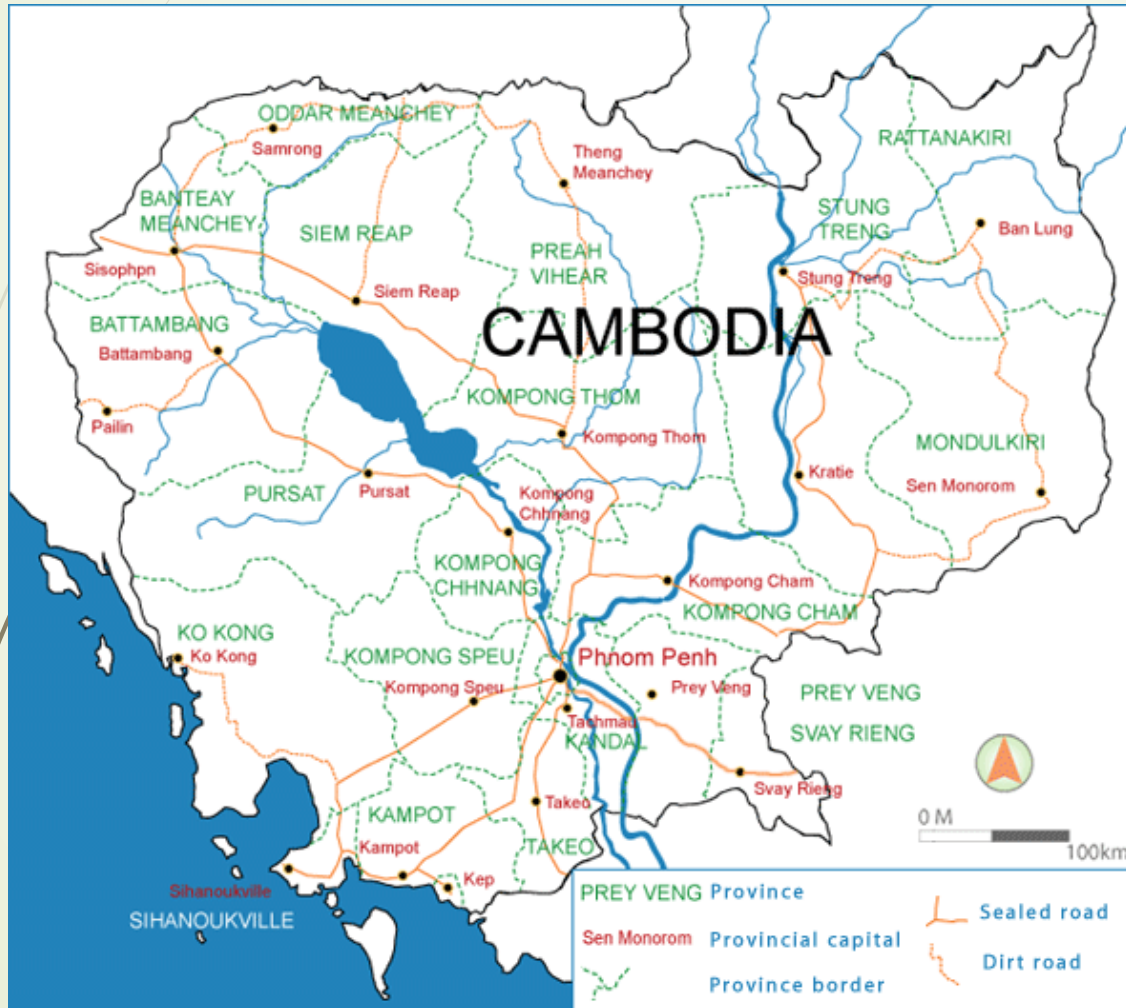 ODDAR MEANCHEY
Samrong
RATTANAKIRI
Theng
Meanchey
BANTEAY
MEANCHEY
SIEM REAP
STUNG
TRENG
Ban Lung
PREAH
VIHEAR
Sisophpn
Stung Treng
Siem Reap
CAMBODIA
BATTAMBANG
Battambang
KOMPONG THOM
Pailin
Kompong Thom
MONDULKIRI
Kratie
Sen Monorom
PURSAT
Pursat
Kompong
Chhnang
KOMPONG
CHHNANG
Kompong Cham
KOMPONG CHAM
KO KONG
Ko Kong
KOMPONG SPEU
Phnom Penh
Kompong Speu
Prey Veng
PREY VENG
Tachmau
KANDAL
SVAY RIENG
Svay Rieng
Takeo
KAMPOT
0 M
100km
Kampot
TAKEO
Kep
Sihanoukville
SIHANOUKVILLE
PREY VENG Province
Sen Monorom Provincial capital
Province border
Sealed road
Dirt road